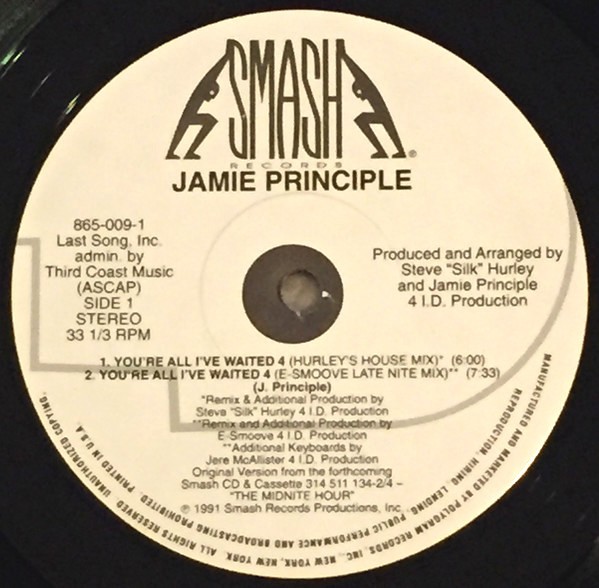 SMASH
RECORDS
®
JAMIE PRINCIPLE
865-009-1
Last Song, Inc.
admin. by
Third Coast Music
(ASCAP)
SIDE 1
STEREO
33 1/3 RPM
Produced and Arranged by
Steve "Silk" Hurley
and Jamie Principle
4 I.D. Production
1. YOU'RE ALL I'VE WAITED 4 (HURLEY'S HOUSE MIX)* (6:00)
2. YOU'RE ALL I'VE WAITED 4 (E-SMOOVE LATE NITE MIX)** (7:33)
(J. Principle)
*Remix & Additional Production by
Steve "Silk" Hurley 4 I.D. Production
**Remix and Additional Production by
E-Smoove 4 I.D. Production
**Additional Keyboards by
Jere McAllister 4 I.D. Production
Original Version from the forthcoming
Smash CD & Cassette 314 511 134-2/4 –
"THE MIDNITE HOUR"
℗ 1991 Smash Records Productions, Inc.
MANUFACTURED AND MARKETED BY POLYGRAM RECORDS, INC., NEW YORK, NEW YORK. ALL RIGHTS RESERVED. UNAUTHORIZED COPYING, REPRODUCTION, HIRING, LENDING, PUBLIC PERFORMANCE AND BROADCASTING PROHIBITED. PRINTED IN U.S.A.